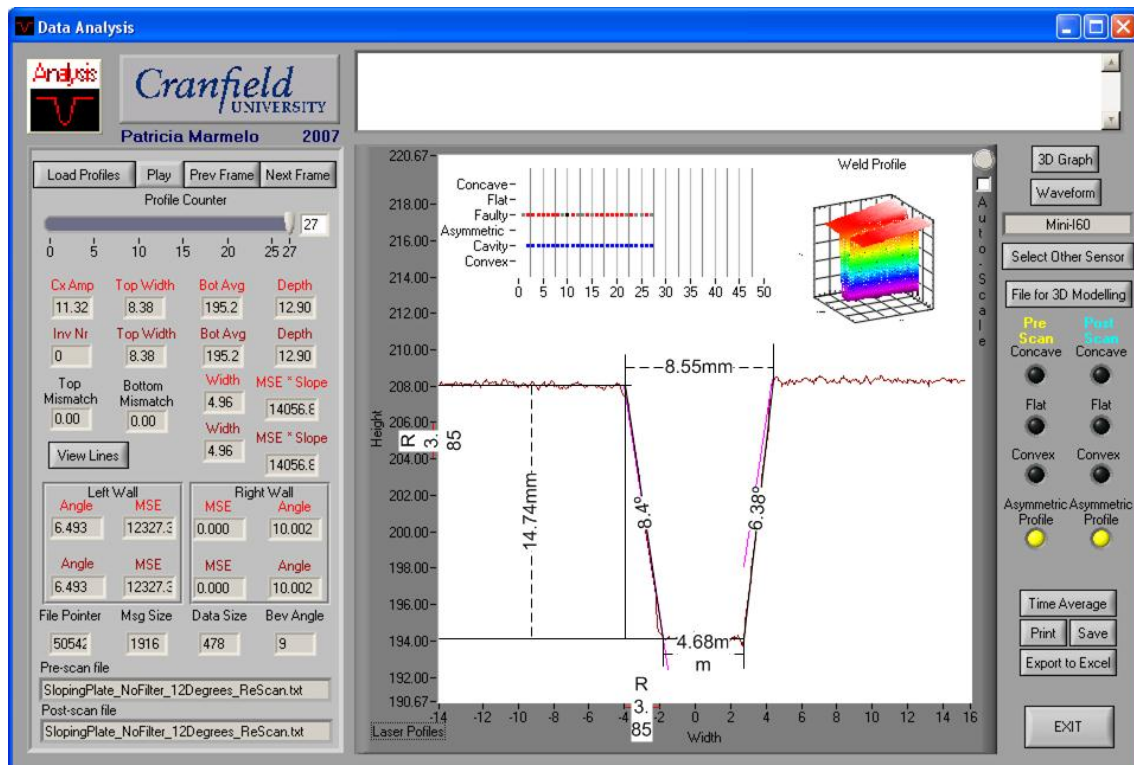 Data Analysis
Analysis
Cranfield
UNIVERSITY
Patricia Marmelo 2007
Load Profiles Play Prev Frame Next Frame
Profile Counter
27
0 5 10 15 20 25 27
Cx Amp Top Width Bot Avg Depth
11.32 8.38 195.2 12.90
Inv Nr Top Width Bot Avg Depth
0 8.38 195.2 12.90
Top Mismatch Bottom Mismatch Width MSE * Slope
0.00 0.00 4.96 14056.8
Width MSE * Slope
4.96 14056.8
View Lines
Left Wall Right Wall
Angle MSE MSE Angle
6.493 12327.3 0.000 10.002
Angle MSE MSE Angle
6.493 12327.3 0.000 10.002
File Pointer Msg Size Data Size Bev Angle
50542 1916 478 9
Pre-scan file
SlopingPlate_NoFilter_12Degrees_ReScan.txt
Post-scan file
SlopingPlate_NoFilter_12Degrees_ReScan.txt
220.67
218.00
216.00
214.00
212.00
210.00
208.00
206.00
204.00
202.00
200.00
198.00
196.00
194.00
192.00
190.67
Height
R
3.
85
Concave
Flat
Faulty
Asymmetric
Cavity
Convex
0 5 10 15 20 25 30 35 40 45 50
Weld Profile
8.55mm
14.74mm
8.4°
6.38°
4.68m
m
R
3.
85
-14 -12 -10 -8 -6 -4 -2 0 2 4 6 8 10 12 14 16
Laser Pofiles
Width
Auto-Scale
3D Graph
Waveform
Mini-I60
Select Other Sensor
File for 3D Modelling
Pre Scan Post Scan
Concave Concave
Flat Flat
Convex Convex
Asymmetric Profile Asymmetric Profile
Time Average
Print Save
Export to Excel
EXIT